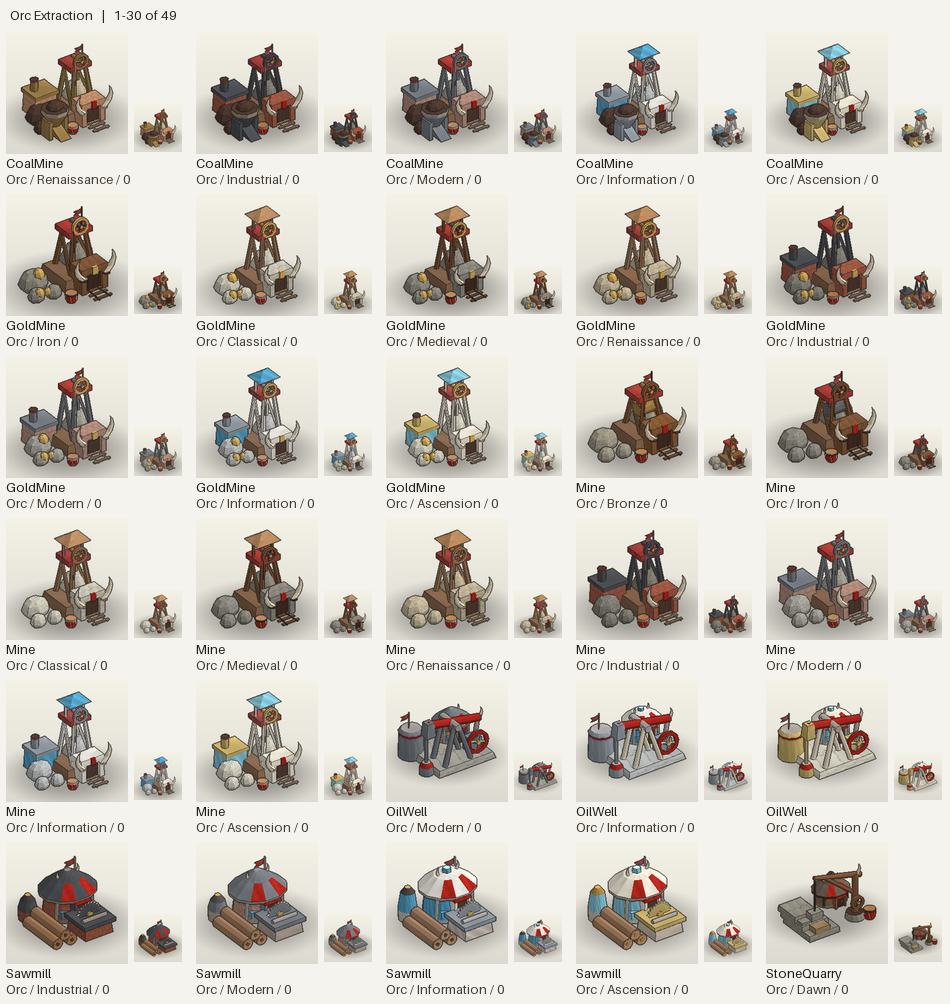 Orc Extraction | 1-30 of 49
CoalMine
Orc / Renaissance / 0
CoalMine
Orc / Industrial / 0
CoalMine
Orc / Modern / 0
CoalMine
Orc / Information / 0
CoalMine
Orc / Ascension / 0
GoldMine
Orc / Iron / 0
GoldMine
Orc / Classical / 0
GoldMine
Orc / Medieval / 0
GoldMine
Orc / Renaissance / 0
GoldMine
Orc / Industrial / 0
GoldMine
Orc / Modern / 0
GoldMine
Orc / Information / 0
GoldMine
Orc / Ascension / 0
Mine
Orc / Bronze / 0
Mine
Orc / Iron / 0
Mine
Orc / Classical / 0
Mine
Orc / Medieval / 0
Mine
Orc / Renaissance / 0
Mine
Orc / Industrial / 0
Mine
Orc / Modern / 0
Mine
Orc / Information / 0
Mine
Orc / Ascension / 0
OilWell
Orc / Modern / 0
OilWell
Orc / Information / 0
OilWell
Orc / Ascension / 0
Sawmill
Orc / Industrial / 0
Sawmill
Orc / Modern / 0
Sawmill
Orc / Information / 0
Sawmill
Orc / Ascension / 0
StoneQuarry
Orc / Dawn / 0